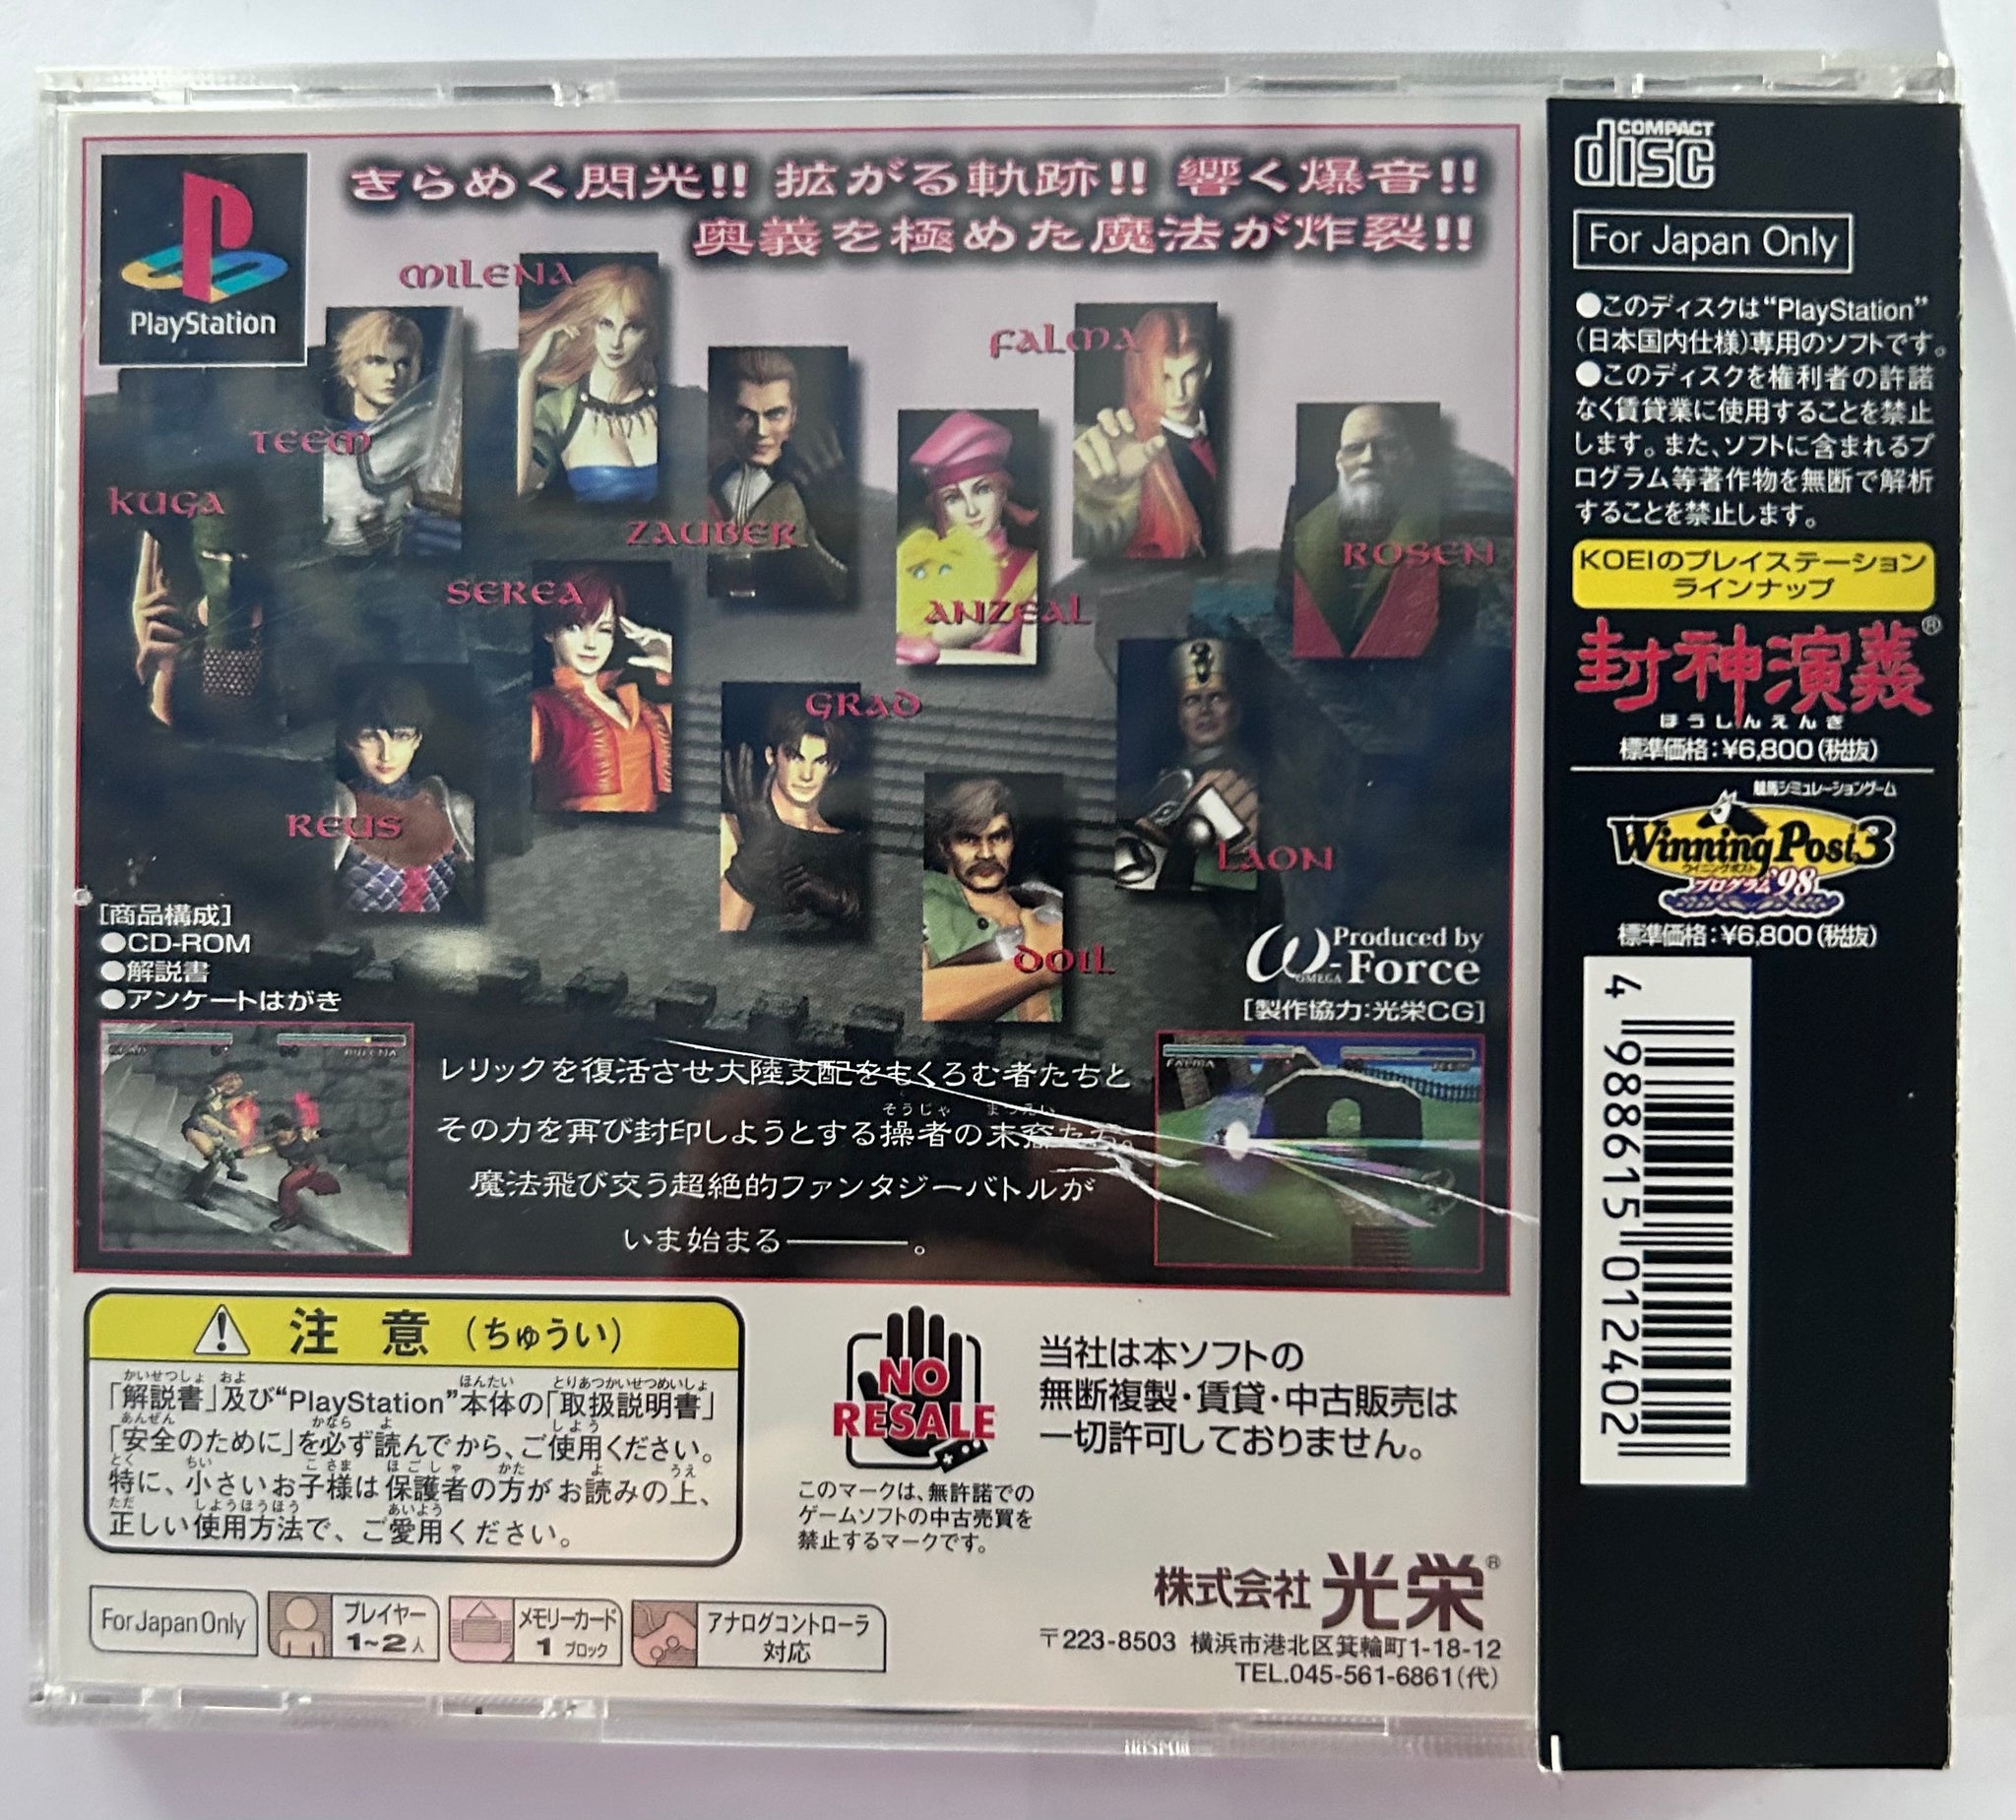 PlayStation
きらめく閃光!! 拡がる軌跡!! 響く爆音!!
奥義を極めた魔法が炸裂!!
MILENA
FALMA
TEEM
KUGA
ZAUBER
ROSEN
SEREA
ANZEAL
GRAD
REUS
LAON
DOIL
[商品構成]
●CD-ROM
●解説書
●アンケートはがき
Produced by
ω-Force
OMEGA
[製作協力:光栄CG]
FALMA
レリックを復活させ大陸支配をもくろむ者たちと
そうじゃ まつえい
その力を再び封印しようとする操者の末裔たち。
魔法飛び交う超絶的ファンタジーバトルが
いま始まる――――。
注意(ちゅうい)
かいせつしょ およ ほんたい とりあつかいせつめいしょ
「解説書」及び“PlayStation”本体の「取扱説明書」
あんぜん かなら よ しよう
「安全のために」を必ず読んでから、ご使用ください。
とく ちい こさま ほごしゃ かた よ うえ
特に、小さいお子様は保護者の方がお読みの上、
ただ しようほうほう あいよう
正しい使用方法で、ご愛用ください。
NO
RESALE
このマークは、無許諾での
ゲームソフトの中古売買を
禁止するマークです。
当社は本ソフトの
無断複製・賃貸・中古販売は
一切許可しておりません。
株式会社 光栄®
〒223-8503 横浜市港北区箕輪町1-18-12
TEL.045-561-6861(代)
For Japan Only
プレイヤー
1~2人
メモリーカード
1 ブロック
アナログコントローラ
対応
COMPACT
disc
For Japan Only
●このディスクは“PlayStation”
(日本国内仕様)専用のソフトです。
●このディスクを権利者の許諾
なく賃貸業に使用することを禁止
します。また、ソフトに含まれるプ
ログラム等著作物を無断で解析
することを禁止します。
KOEIのプレイステーション
ラインナップ
封神演義®
ほうしんえんぎ
標準価格:¥6,800(税抜)
競馬シミュレーションゲーム
Winning Post 3
ウイニングポスト
プログラム'98
標準価格:¥6,800(税抜)
4 988615 012402